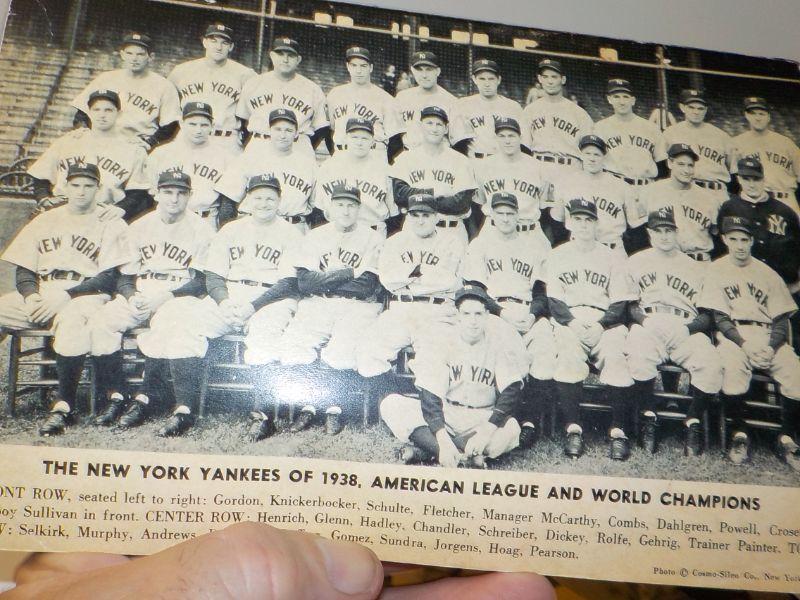 NEW YORK
THE NEW YORK YANKEES OF 1938, AMERICAN LEAGUE AND WORLD CHAMPIONS
ONT ROW, seated left to right: Gordon, Knickerbocker, Schulte, Fletcher, Manager McCarthy, Combs, Dahlgren, Powell, Crose
oy Sullivan in front. CENTER ROW: Henrich, Glenn, Hadley, Chandler, Schreiber, Dickey, Rolfe, Gehrig, Trainer Painter. TO
W: Selkirk, Murphy, Andrews, Gomez, Sundra, Jorgens, Hoag, Pearson.
Photo © Cosmo-Sileo Co., New York